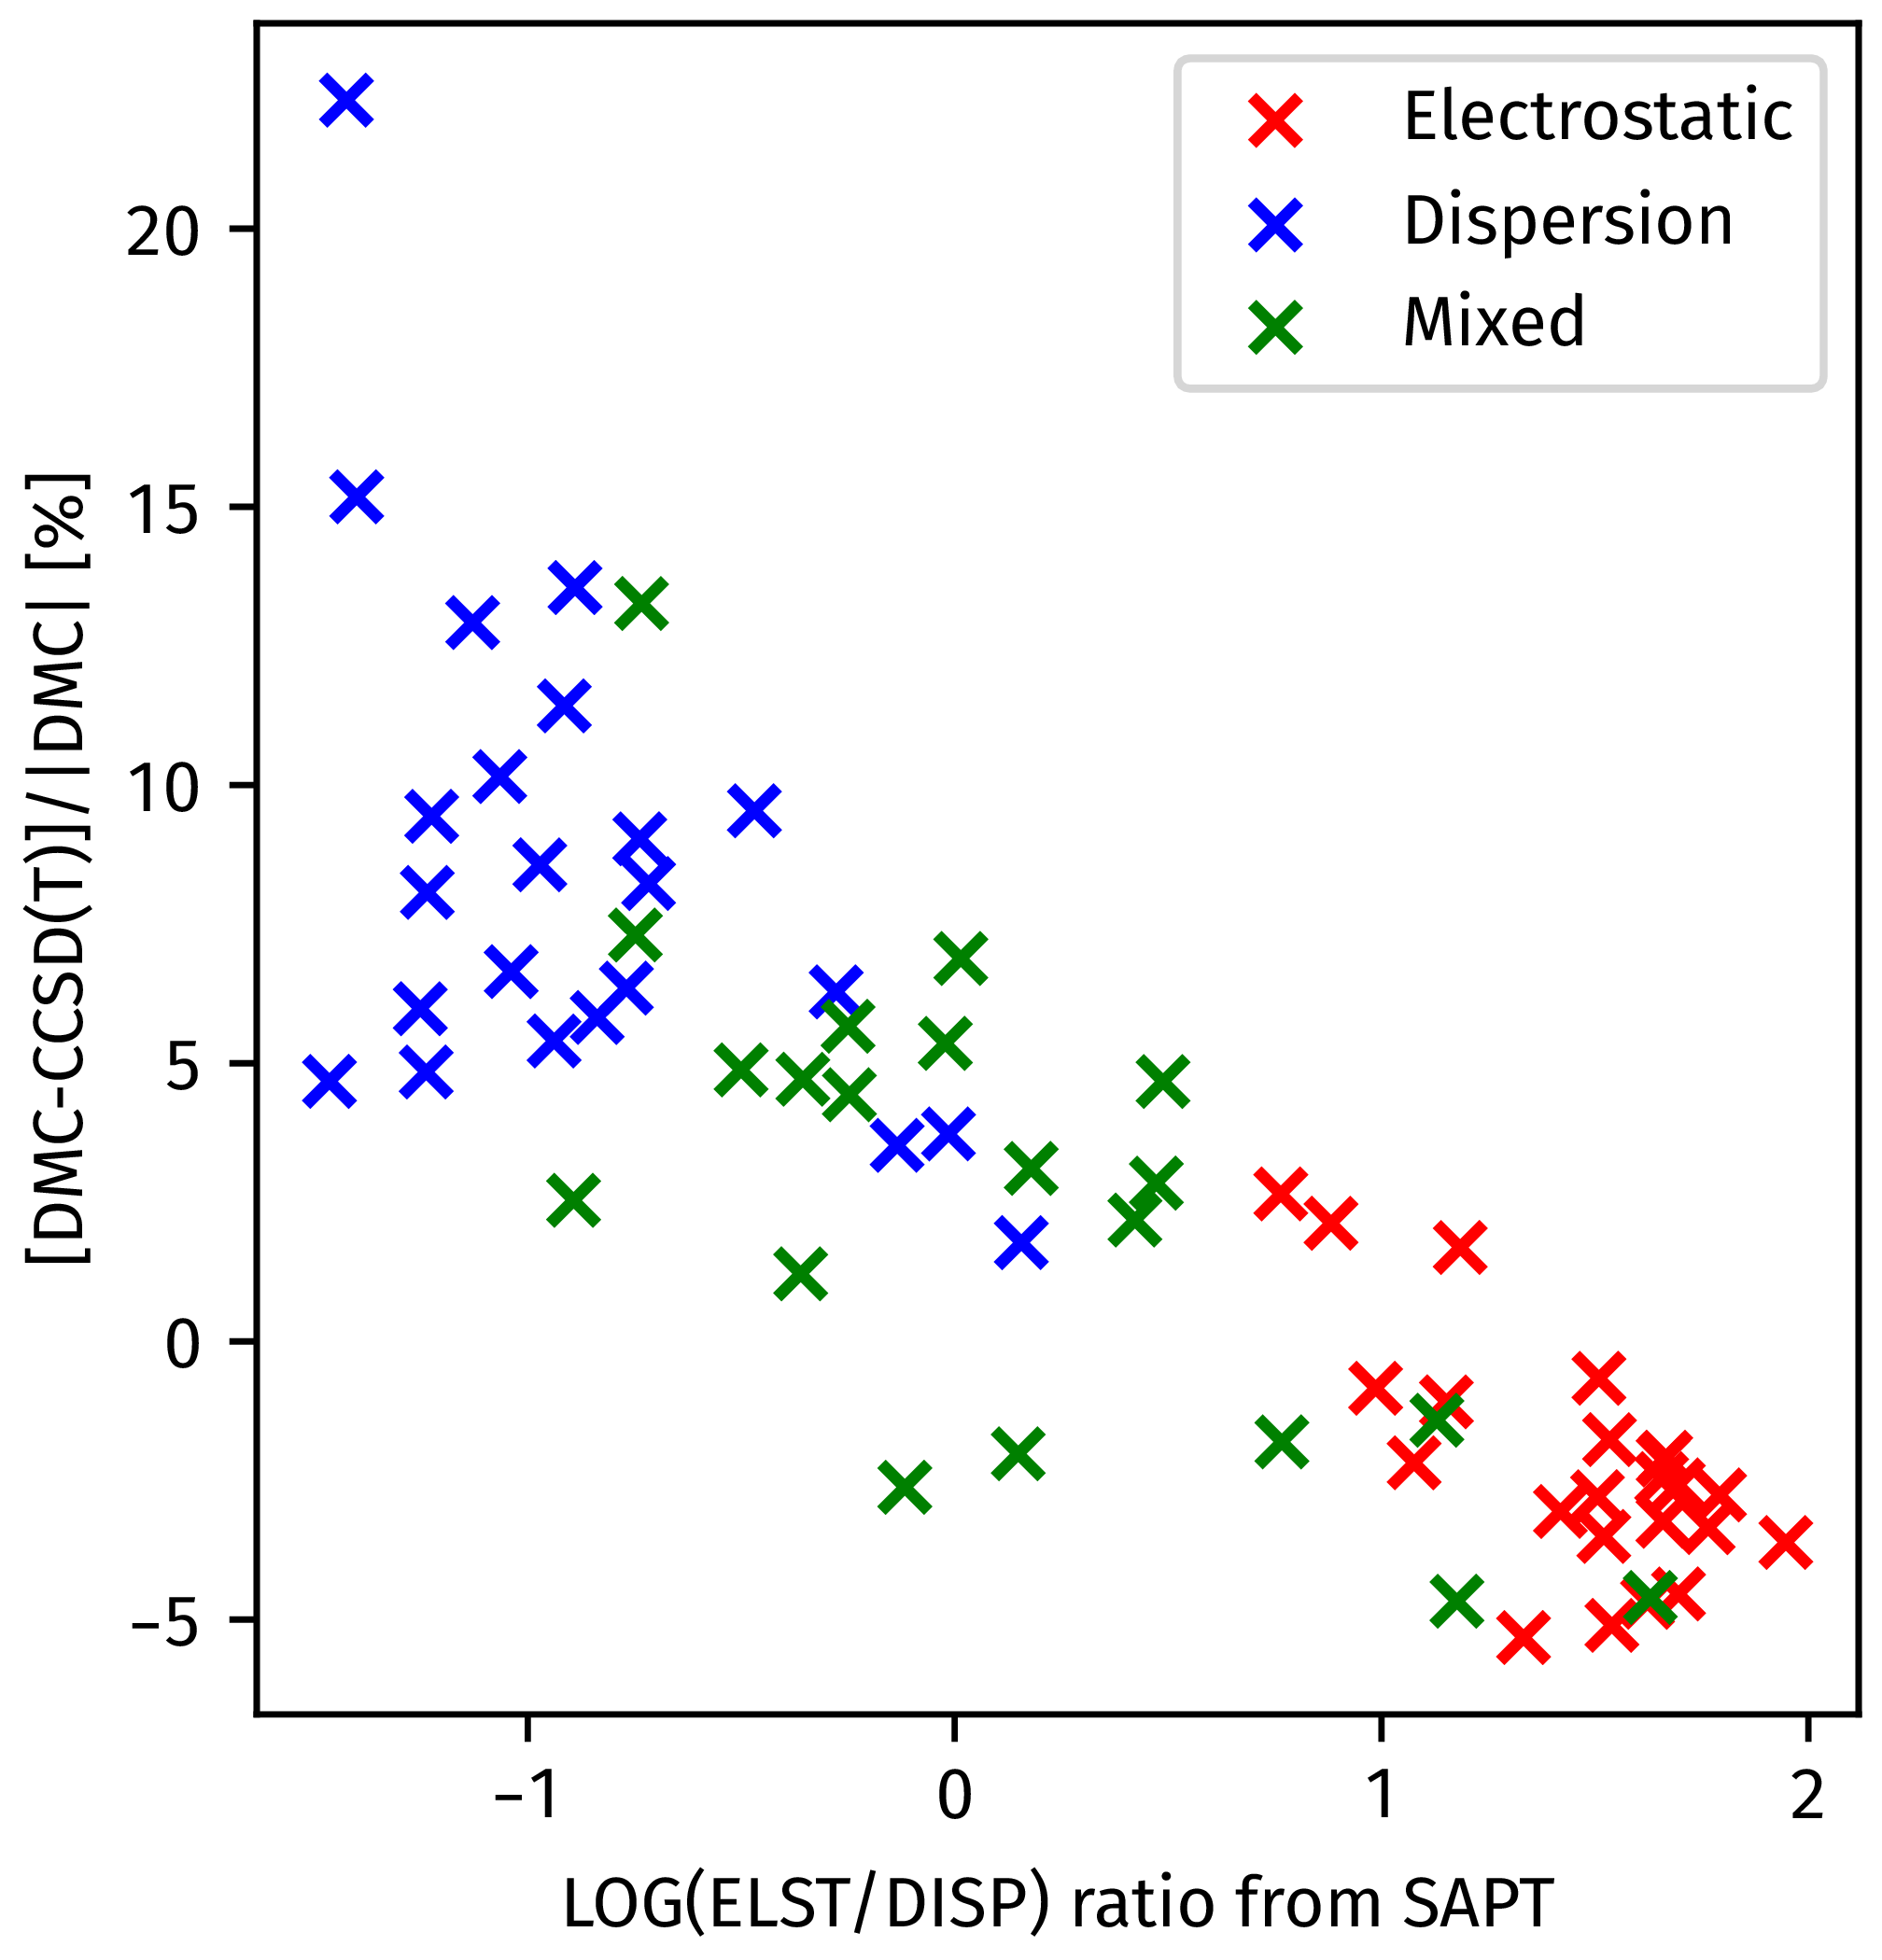 Electrostatic
Dispersion
Mixed
[DMC-CCSD(T)]/|DMC| [%]
20
15
10
5
0
-5
-1
0
1
2
LOG(ELST/DISP) ratio from SAPT